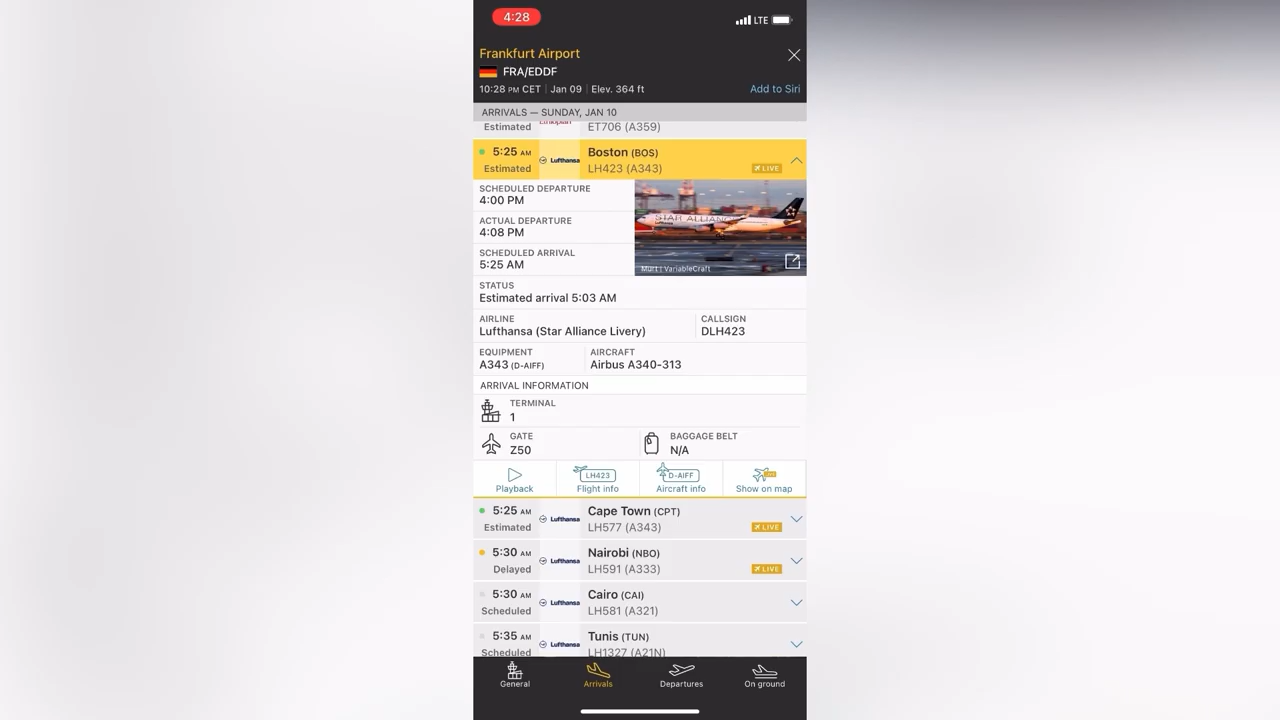 4:28
LTE
Frankfurt Airport
FRA/EDDF
10:28 PM CET | Jan 09 | Elev. 364 ft
Add to Siri
ARRIVALS — SUNDAY, JAN 10
Estimated
ET706 (A359)
5:25 AM
Estimated
Lufthansa
Boston (BOS)
LH423 (A343)
LIVE
SCHEDULED DEPARTURE
4:00 PM
ACTUAL DEPARTURE
4:08 PM
SCHEDULED ARRIVAL
5:25 AM
STAR ALLIANCE
Murt | VariableCraft
STATUS
Estimated arrival 5:03 AM
AIRLINE
Lufthansa (Star Alliance Livery)
CALLSIGN
DLH423
EQUIPMENT
A343 (D-AIFF)
AIRCRAFT
Airbus A340-313
ARRIVAL INFORMATION
TERMINAL
1
GATE
Z50
BAGGAGE BELT
N/A
Playback
LH423
Flight info
D-AIFF
Aircraft info
LIVE
Show on map
5:25 AM
Estimated
Lufthansa
Cape Town (CPT)
LH577 (A343)
LIVE
5:30 AM
Delayed
Lufthansa
Nairobi (NBO)
LH591 (A333)
LIVE
5:30 AM
Scheduled
Lufthansa
Cairo (CAI)
LH581 (A321)
5:35 AM
Scheduled
Lufthansa
Tunis (TUN)
LH1327 (A21N)
General
Arrivals
Departures
On ground